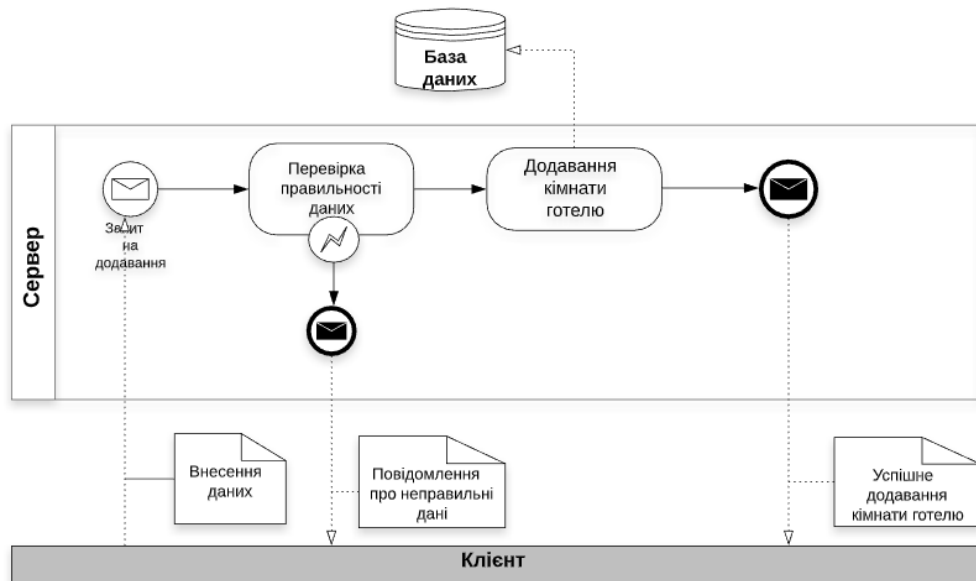 База
даних
Сервер
Перевірка
правильності
даних
Додавання
кімнати
готелю
Запит
на
додавання
Внесення
даних
Повідомлення
про неправильні
дані
Успішне
додавання
кімнати готелю
Клієнт